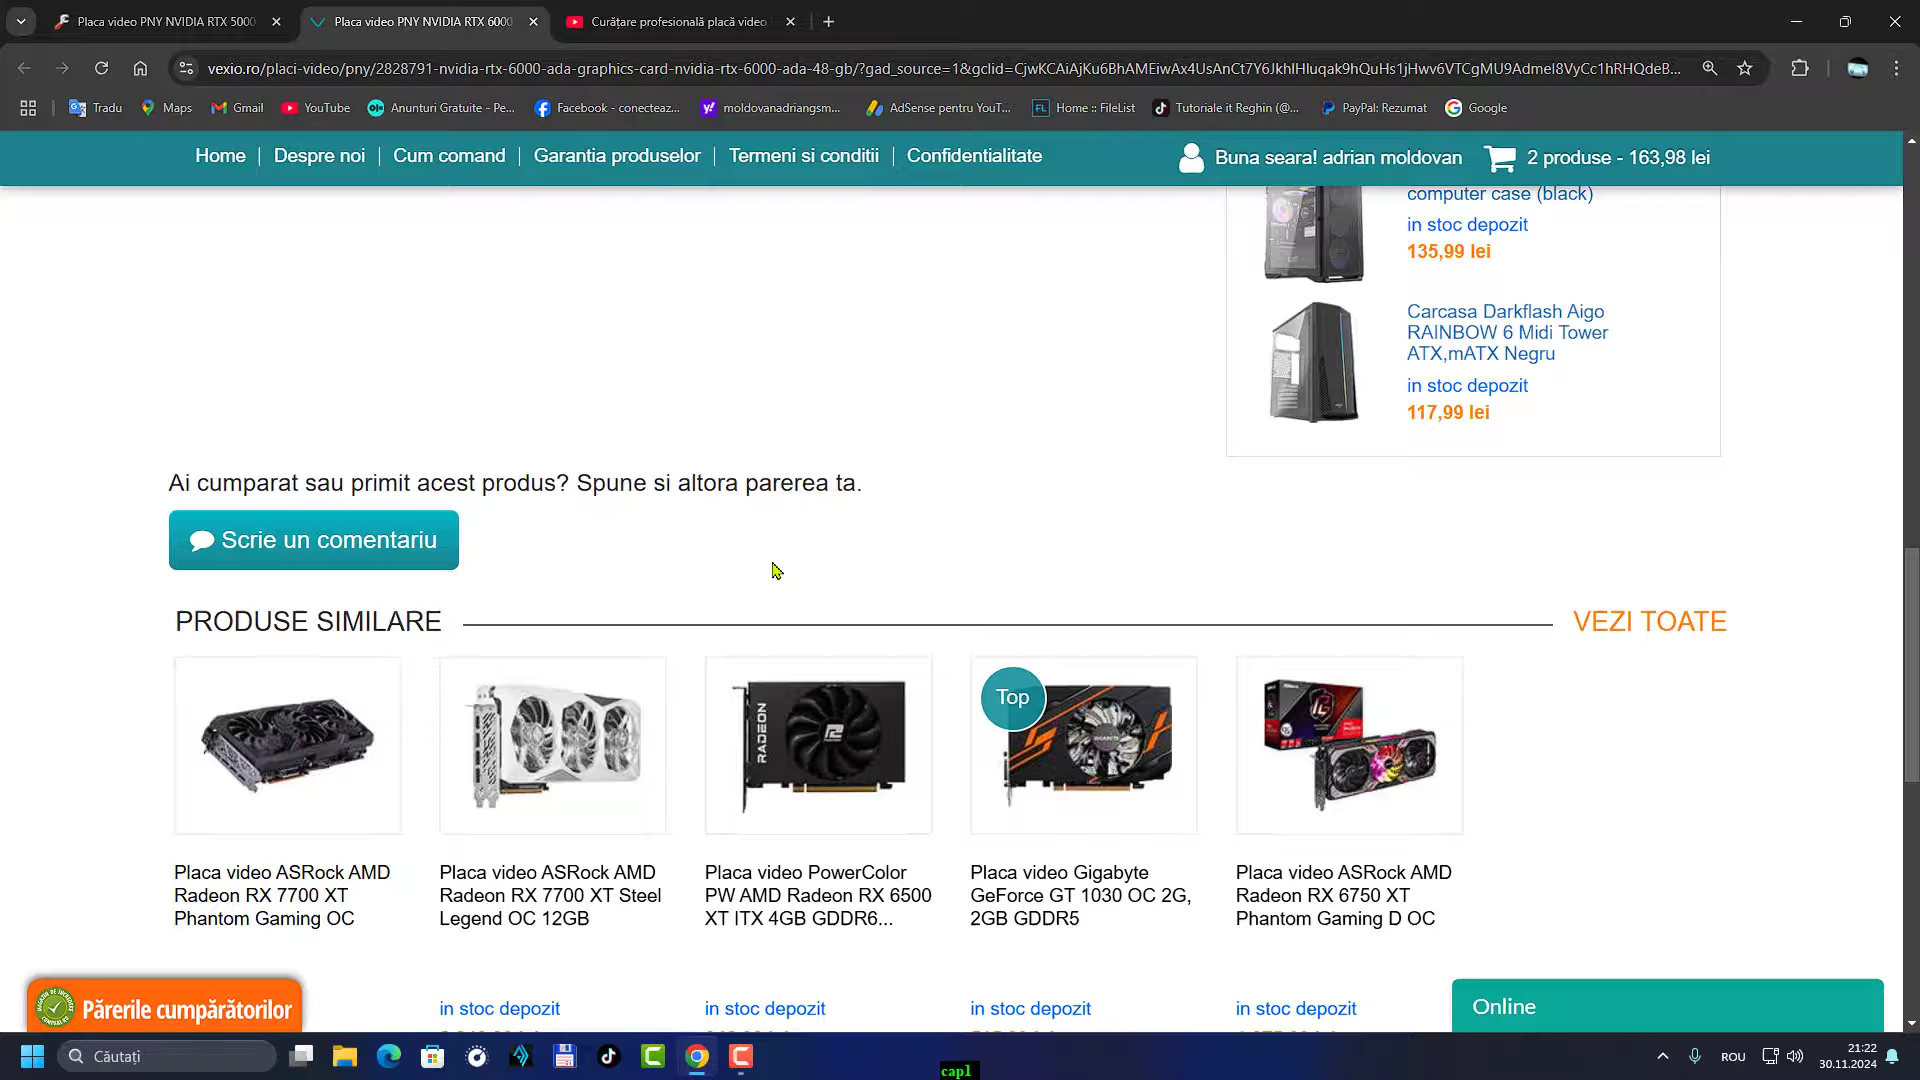 Placa video PNY NVIDIA RTX 5000
Placa video PNY NVIDIA RTX 6000
Curățare profesională placă video
vexio.ro/placi-video/pny/2828791-nvidia-rtx-6000-ada-graphics-card-nvidia-rtx-6000-ada-48-gb/?gad_source=1&gclid=CjwKCAiAjKu6BhAMEiwAx4UsAnCt7Y6JkhlHluqak9hQuHs1jHwv6VTCgMU9AdmeI8VyCc1hRHQdeB...
Tradu
Maps
Gmail
YouTube
Anunturi Gratuite - Pe...
Facebook - conecteaz...
moldovanadriangsm...
AdSense pentru YouT...
Home :: FileList
Tutoriale it Reghin (@...
PayPal: Rezumat
Google
Home
Despre noi
Cum comand
Garantia produselor
Termeni si conditii
Confidentialitate
Buna seara! adrian moldovan
2 produse - 163,98 lei
computer case (black)
in stoc depozit
135,99 lei
Carcasa Darkflash Aigo
RAINBOW 6 Midi Tower
ATX,mATX Negru
in stoc depozit
117,99 lei
Ai cumparat sau primit acest produs? Spune si altora parerea ta.
Scrie un comentariu
PRODUSE SIMILARE
VEZI TOATE
RADEON
Top
GIGABYTE
Placa video ASRock AMD
Radeon RX 7700 XT
Phantom Gaming OC
Placa video ASRock AMD
Radeon RX 7700 XT Steel
Legend OC 12GB
Placa video PowerColor
PW AMD Radeon RX 6500
XT ITX 4GB GDDR6...
Placa video Gigabyte
GeForce GT 1030 OC 2G,
2GB GDDR5
Placa video ASRock AMD
Radeon RX 6750 XT
Phantom Gaming D OC
in stoc depozit
in stoc depozit
in stoc depozit
in stoc depozit
Părerile cumpărătorilor
Online
Căutați
capl
ROU
21:22
30.11.2024